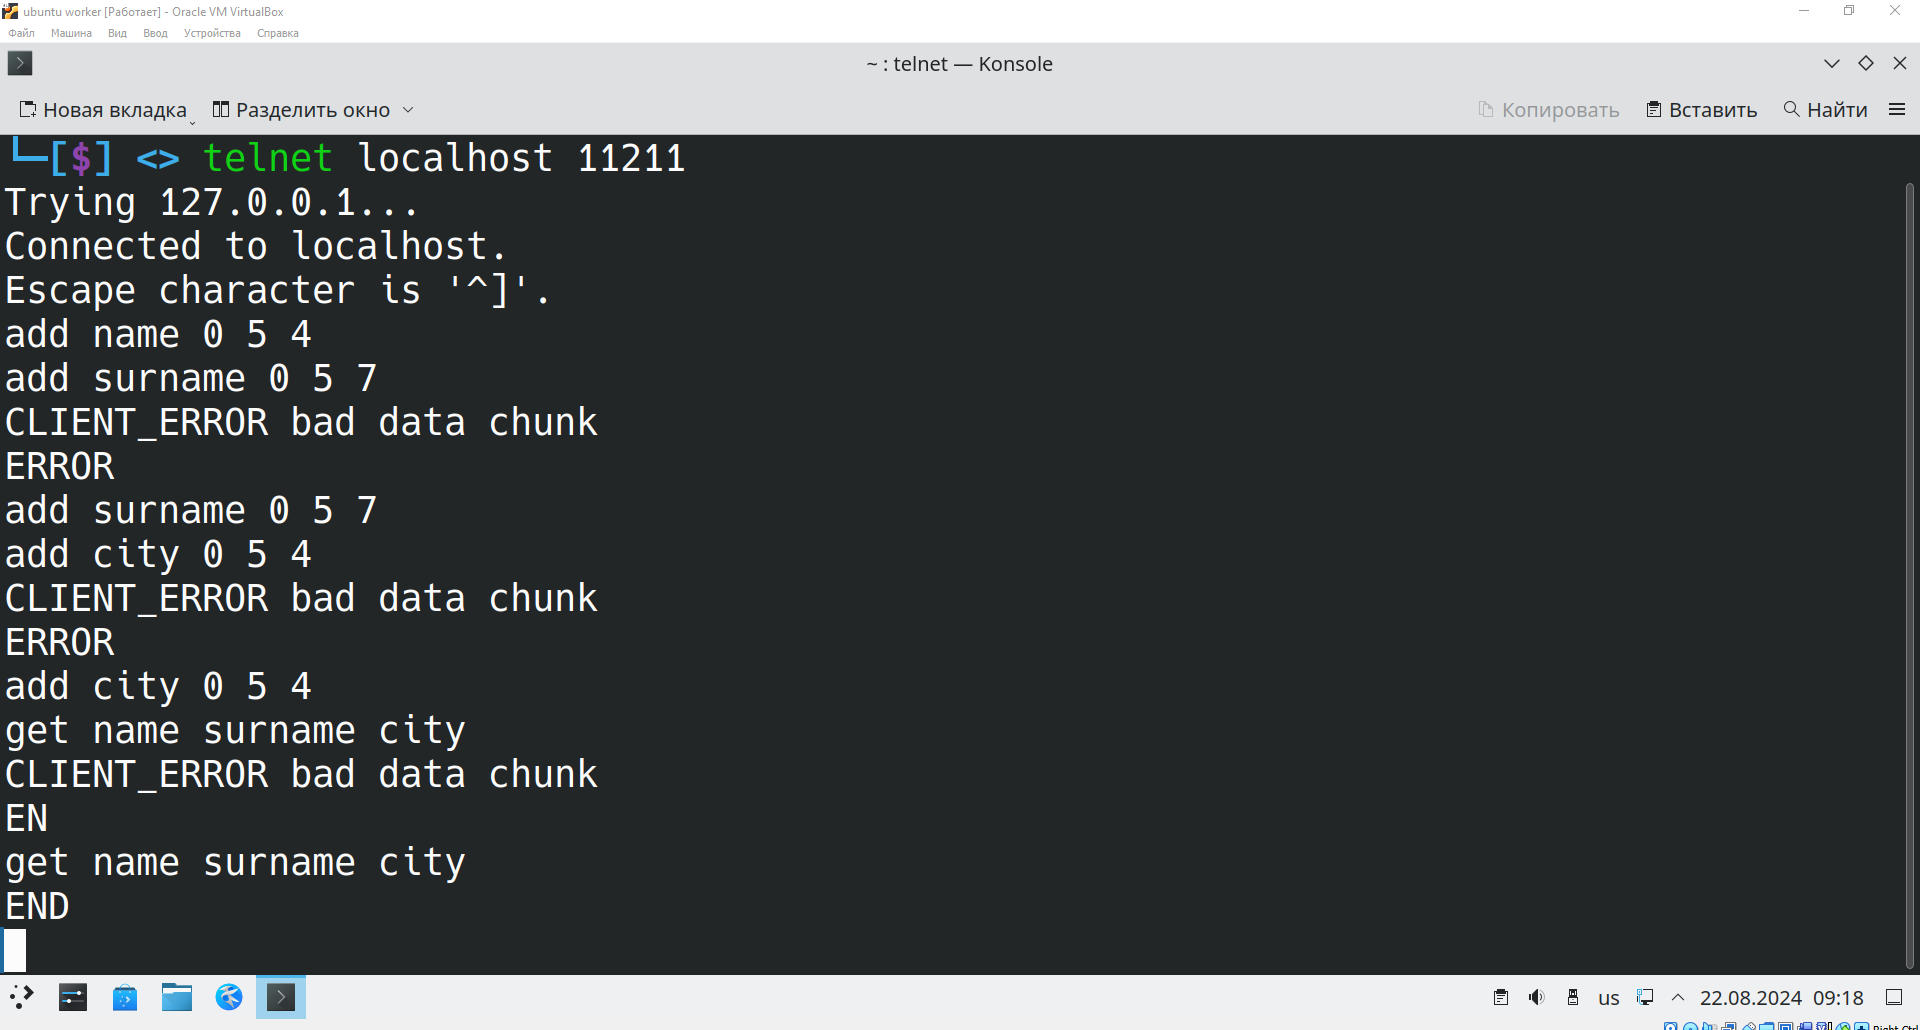 ubuntu worker [Работает] - Oracle VM VirtualBox
Файл Машина Вид Ввод Устройства Справка
~ : telnet — Konsole
Новая вкладка Разделить окно Копировать Вставить Найти
└─[$] <> telnet localhost 11211
Trying 127.0.0.1...
Connected to localhost.
Escape character is '^]'.
add name 0 5 4
add surname 0 5 7
CLIENT_ERROR bad data chunk
ERROR
add surname 0 5 7
add city 0 5 4
CLIENT_ERROR bad data chunk
ERROR
add city 0 5 4
get name surname city
CLIENT_ERROR bad data chunk
EN
get name surname city
END
us 22.08.2024 09:18
Right Ctrl